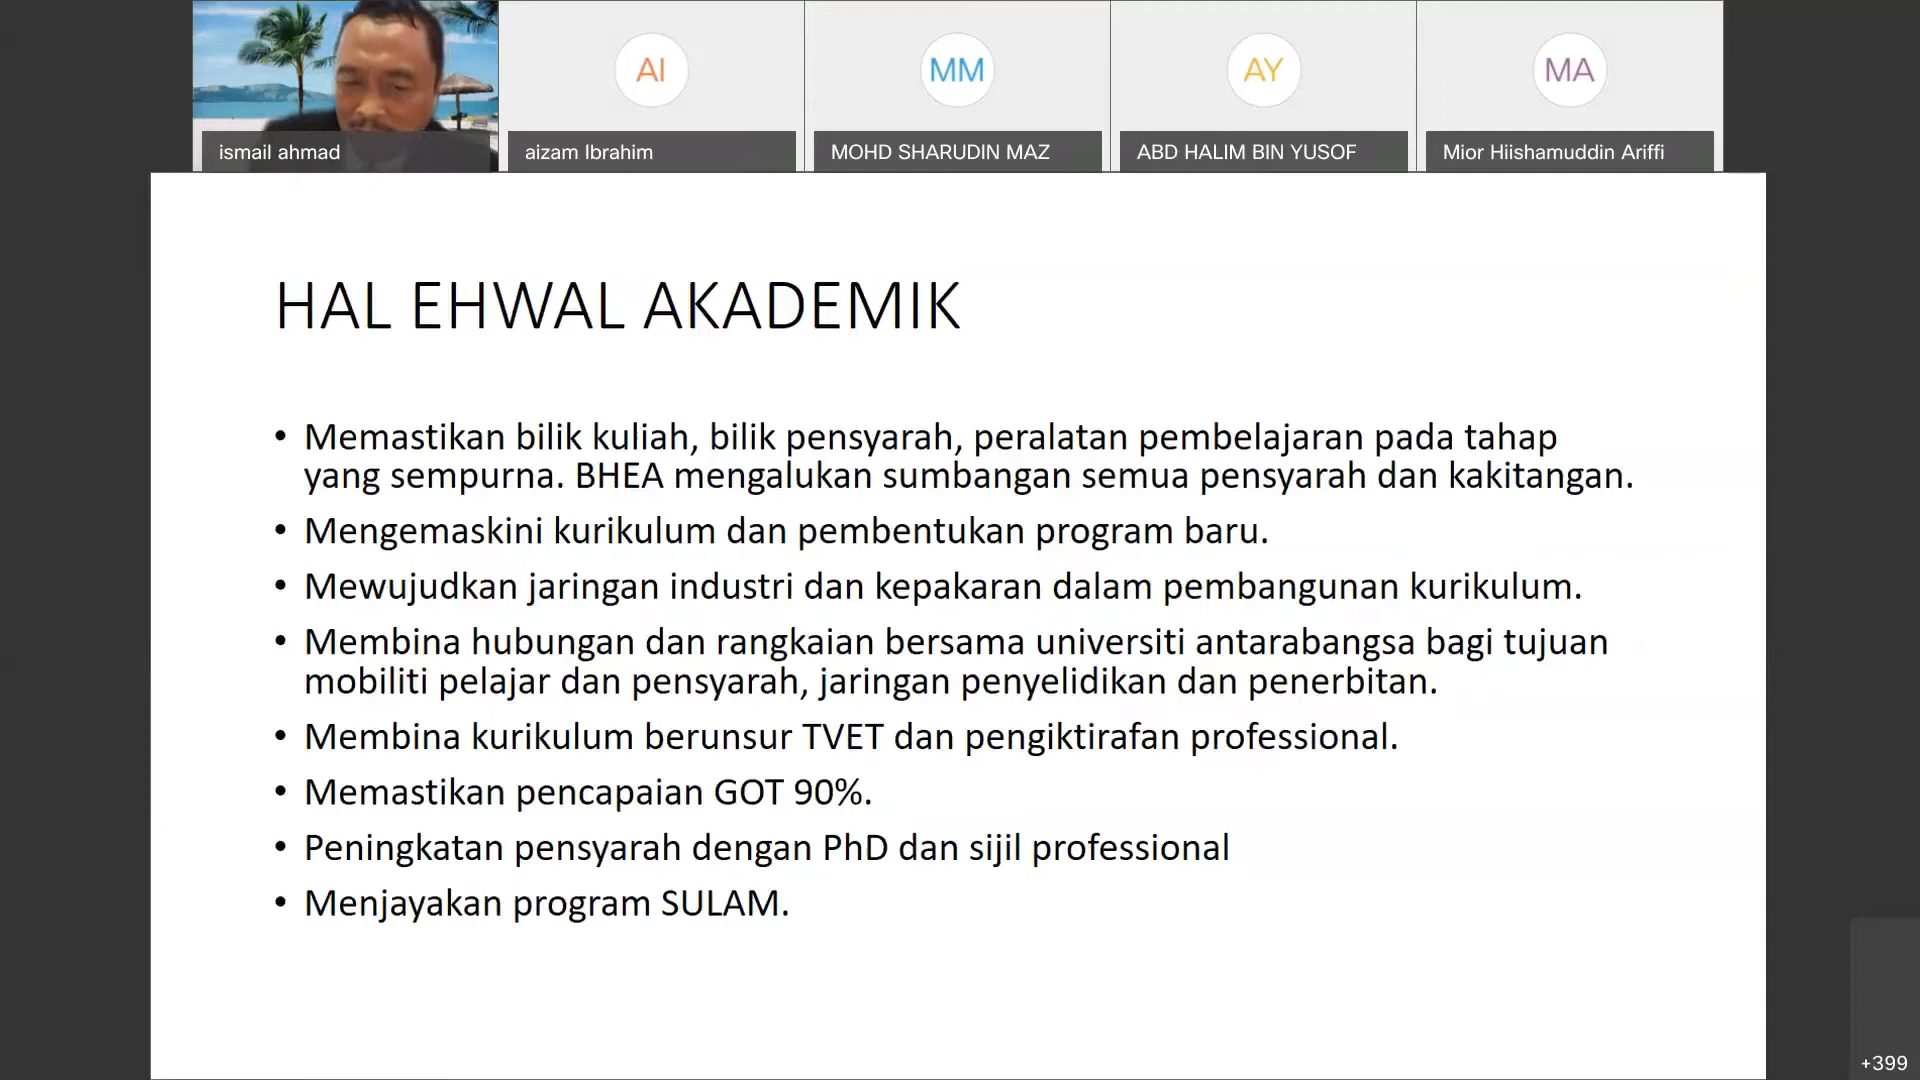 AI
MM
AY
MA
ismail ahmad
aizam Ibrahim
MOHD SHARUDIN MAZ
ABD HALIM BIN YUSOF
Mior Hiishamuddin Ariffi
HAL EHWAL AKADEMIK
• Memastikan bilik kuliah, bilik pensyarah, peralatan pembelajaran pada tahap
yang sempurna. BHEA mengalukan sumbangan semua pensyarah dan kakitangan.
• Mengemaskini kurikulum dan pembentukan program baru.
• Mewujudkan jaringan industri dan kepakaran dalam pembangunan kurikulum.
• Membina hubungan dan rangkaian bersama universiti antarabangsa bagi tujuan
mobiliti pelajar dan pensyarah, jaringan penyelidikan dan penerbitan.
• Membina kurikulum berunsur TVET dan pengiktirafan professional.
• Memastikan pencapaian GOT 90%.
• Peningkatan pensyarah dengan PhD dan sijil professional
• Menjayakan program SULAM.
+399